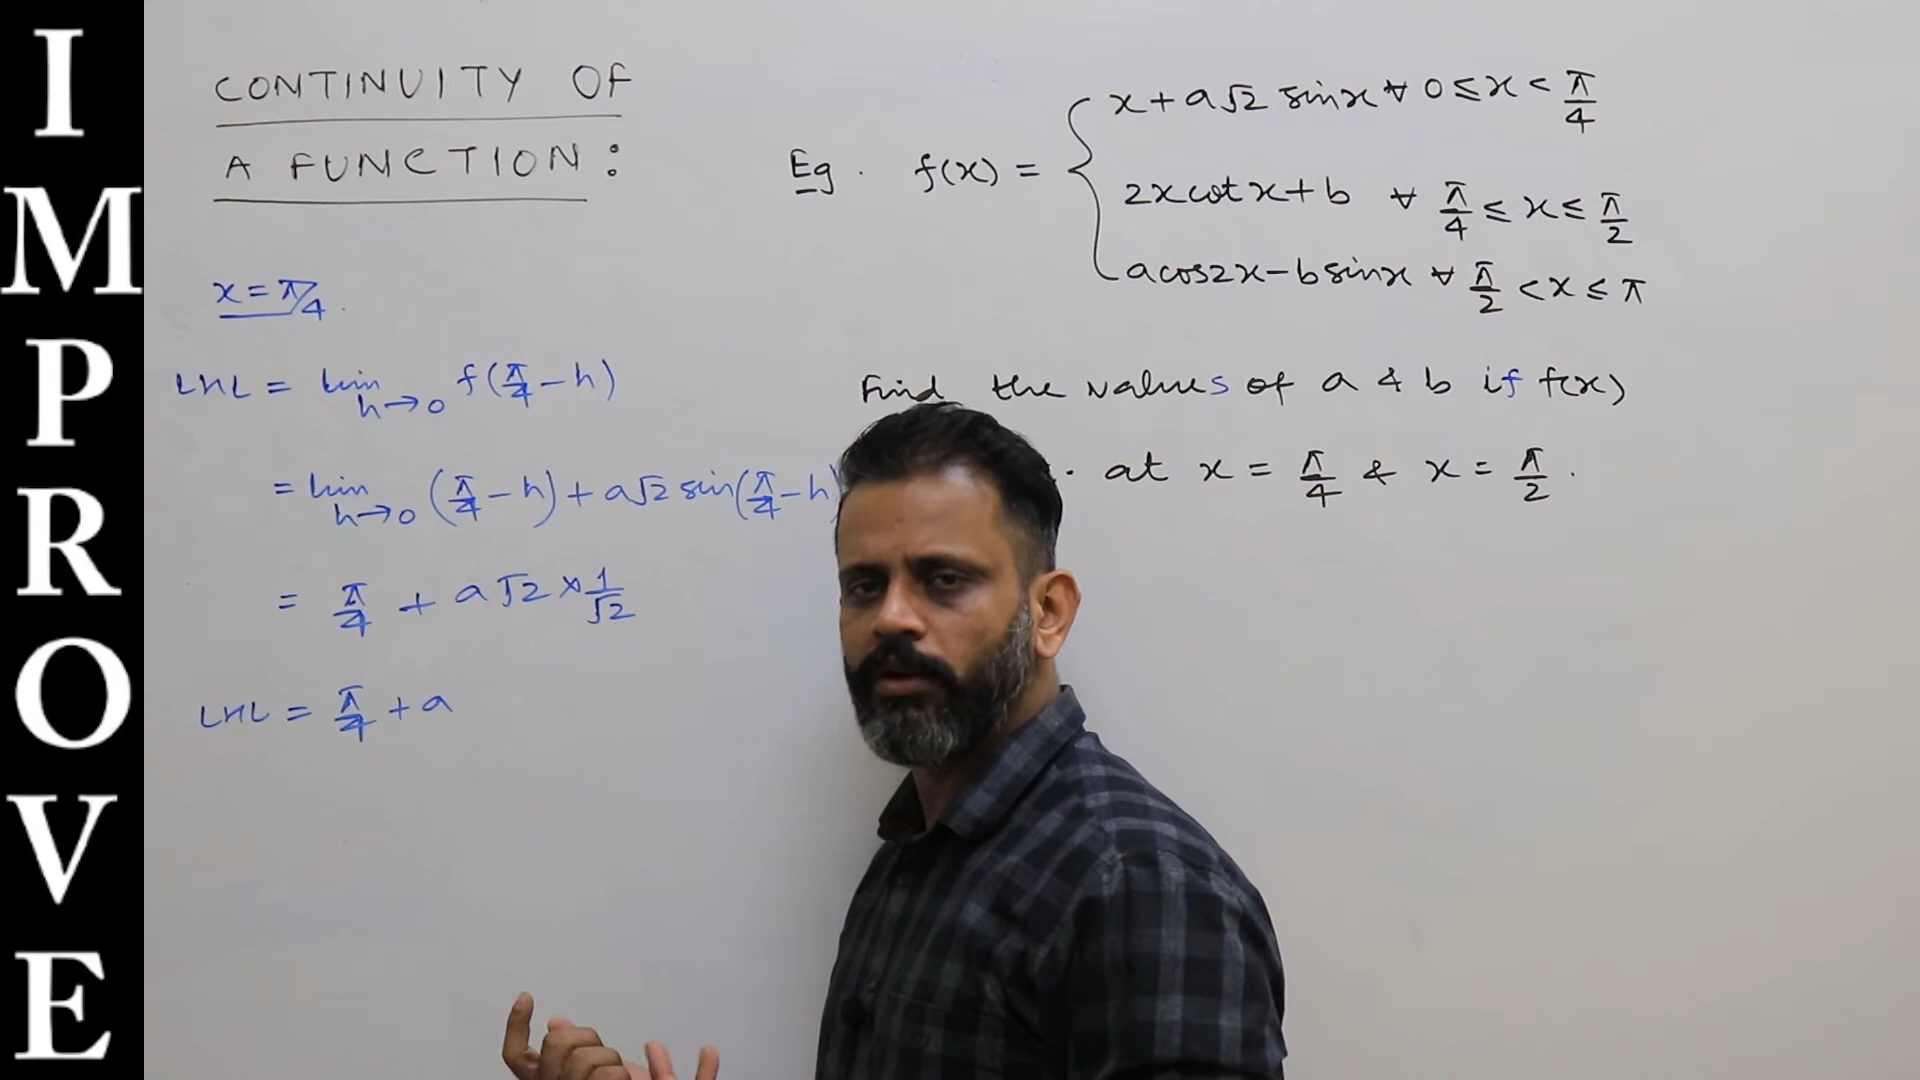 IMPROVE
CONTINUITY OF
A FUNCTION:
x = π/4.
LHL = lim h→0 f(π/4 - h)
= lim h→0 (π/4 - h) + a√2 sin(π/4 - h)
= π/4 + a√2 × 1/√2
LHL = π/4 + a
Eg. f(x) = {
x + a√2 sinx ∀ 0 ≤ x < π/4
2x cot x + b ∀ π/4 ≤ x ≤ π/2
a cos2x - b sinx ∀ π/2 < x ≤ π
Find the values of a & b if f(x)
. at x = π/4 & x = π/2.